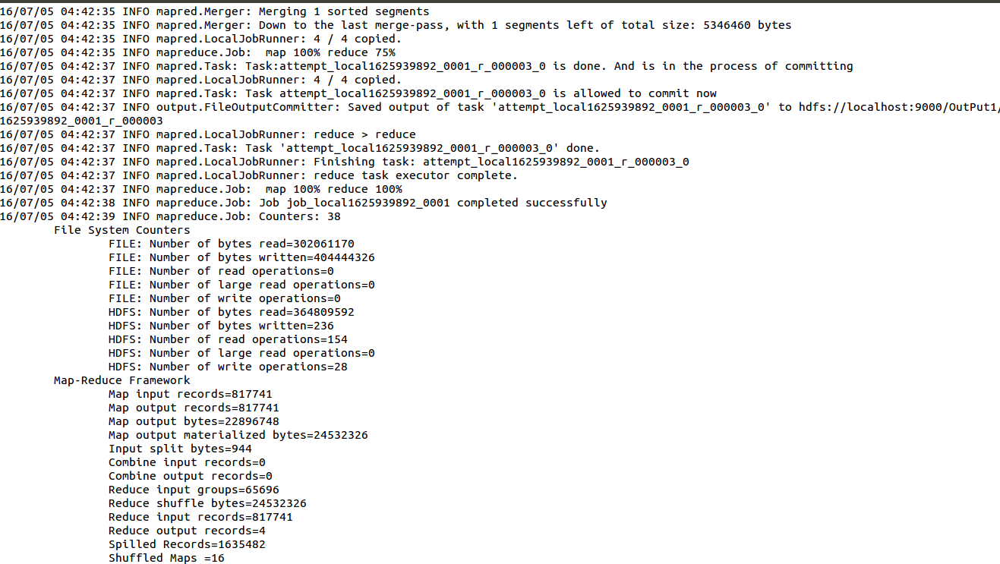 16/07/05 04:42:35 INFO mapred.Merger: Merging 1 sorted segments
16/07/05 04:42:35 INFO mapred.Merger: Down to the last merge-pass, with 1 segments left of total size: 5346460 bytes
16/07/05 04:42:35 INFO mapred.LocalJobRunner: 4 / 4 copied.
16/07/05 04:42:35 INFO mapreduce.Job:  map 100% reduce 75%
16/07/05 04:42:37 INFO mapred.Task: Task:attempt_local1625939892_0001_r_000003_0 is done. And is in the process of committing
16/07/05 04:42:37 INFO mapred.LocalJobRunner: 4 / 4 copied.
16/07/05 04:42:37 INFO mapred.Task: Task attempt_local1625939892_0001_r_000003_0 is allowed to commit now
16/07/05 04:42:37 INFO output.FileOutputCommitter: Saved output of task 'attempt_local1625939892_0001_r_000003_0' to hdfs://localhost:9000/OutPut1/
1625939892_0001_r_000003
16/07/05 04:42:37 INFO mapred.LocalJobRunner: reduce > reduce
16/07/05 04:42:37 INFO mapred.Task: Task 'attempt_local1625939892_0001_r_000003_0' done.
16/07/05 04:42:37 INFO mapred.LocalJobRunner: Finishing task: attempt_local1625939892_0001_r_000003_0
16/07/05 04:42:37 INFO mapred.LocalJobRunner: reduce task executor complete.
16/07/05 04:42:37 INFO mapreduce.Job:  map 100% reduce 100%
16/07/05 04:42:38 INFO mapreduce.Job: Job job_local1625939892_0001 completed successfully
16/07/05 04:42:39 INFO mapreduce.Job: Counters: 38
File System Counters
FILE: Number of bytes read=302061170
FILE: Number of bytes written=404444326
FILE: Number of read operations=0
FILE: Number of large read operations=0
FILE: Number of write operations=0
HDFS: Number of bytes read=364809592
HDFS: Number of bytes written=236
HDFS: Number of read operations=154
HDFS: Number of large read operations=0
HDFS: Number of write operations=28
Map-Reduce Framework
Map input records=817741
Map output records=817741
Map output bytes=22896748
Map output materialized bytes=24532326
Input split bytes=944
Combine input records=0
Combine output records=0
Reduce input groups=65696
Reduce shuffle bytes=24532326
Reduce input records=817741
Reduce output records=4
Spilled Records=1635482
Shuffled Maps =16